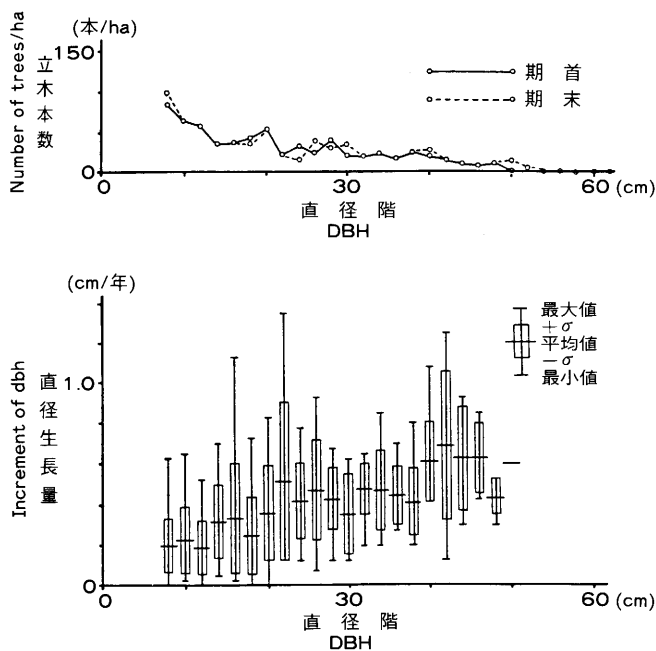 (本/ha)
150
Number of trees/ha
立木本数
期首
期末
0
0
30
60 (cm)
直径階
DBH
(cm/年)
最大値
+σ
平均値
-σ
最小値
1.0
Increment of dbh
直径生長量
0
0
30
60 (cm)
直径階
DBH